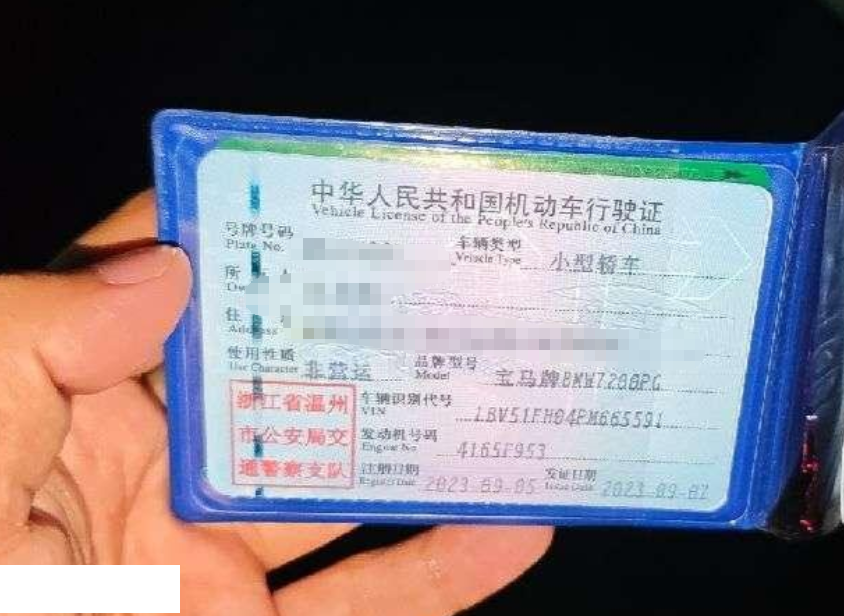 中华人民共和国机动车行驶证
Vehicle License of the People's Republic of China
号牌号码 车辆类型 小型轿车
Plate No. Vehicle Type
所 人
住
Address
使用性质 非营运 品牌型号 宝马牌BMW7200PG
Use Character Model
浙江省温州 车辆识别代号 LBV51FH04PM665591
VIN
市公安局交 发动机号码 4165F953
Engine No.
通警察支队 注册日期 2023-09-05 发证日期 2023-09-07
Register Date Issue Date